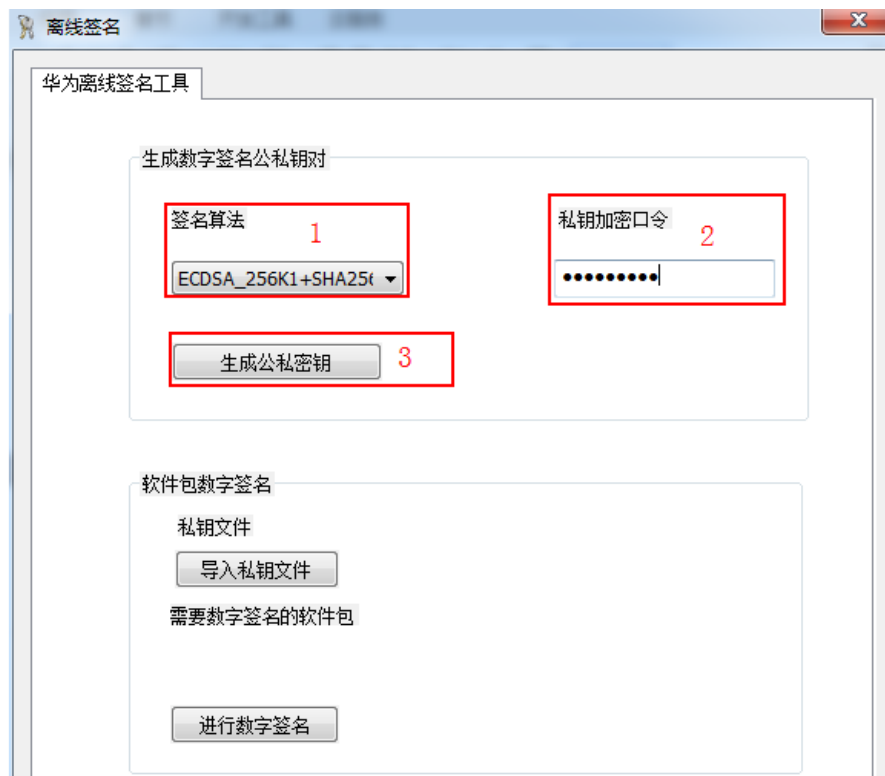 离线签名
华为离线签名工具
生成数字签名公私钥对
签名算法
1
私钥加密口令
2
ECDSA_256K1+SHA256
•••••••••
生成公私密钥
3
软件包数字签名
私钥文件
导入私钥文件
需要数字签名的软件包
进行数字签名